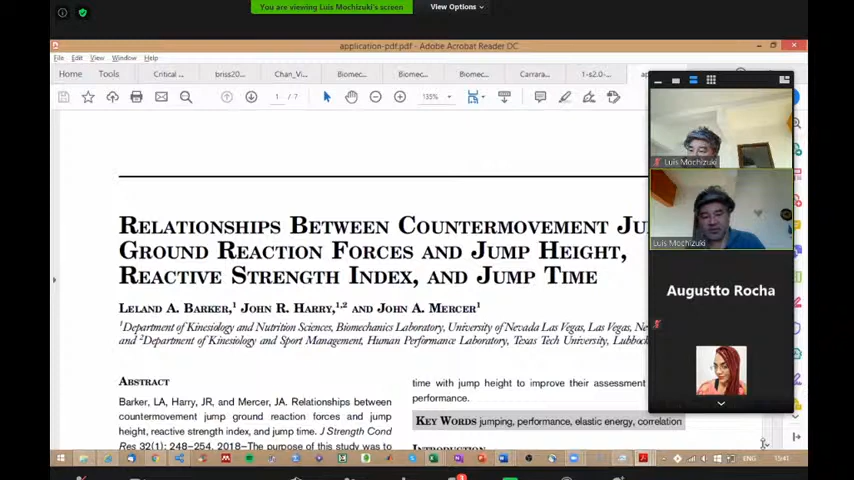 You are viewing Luis Mochizuki's screen
View Options
application-pdf.pdf - Adobe Acrobat Reader DC
File Edit View Window Help
Home Tools Critical ... briss20... Chan_Vi... Biomec... Biomec... Biomec... Carrara... 1-s2.0-...
1 / 7 135%
RELATIONSHIPS BETWEEN COUNTERMOVEMENT JU
GROUND REACTION FORCES AND JUMP HEIGHT,
REACTIVE STRENGTH INDEX, AND JUMP TIME
LELAND A. BARKER,1 JOHN R. HARRY,1,2 AND JOHN A. MERCER1
1Department of Kinesiology and Nutrition Sciences, Biomechanics Laboratory, University of Nevada Las Vegas, Las Vegas, Ne
and 2Department of Kinesiology and Sport Management, Human Performance Laboratory, Texas Tech University, Lubboc
ABSTRACT
Barker, LA, Harry, JR, and Mercer, JA. Relationships between
countermovement jump ground reaction forces and jump
height, reactive strength index, and jump time. J Strength Cond
Res 32(1): 248–254, 2018—The purpose of this study was to
time with jump height to improve their assessment
performance.
KEY WORDS jumping, performance, elastic energy, correlation
INTRODUCTION
Luis Mochizuki
Luis Mochizuki
Augustto Rocha
ENG 15:41